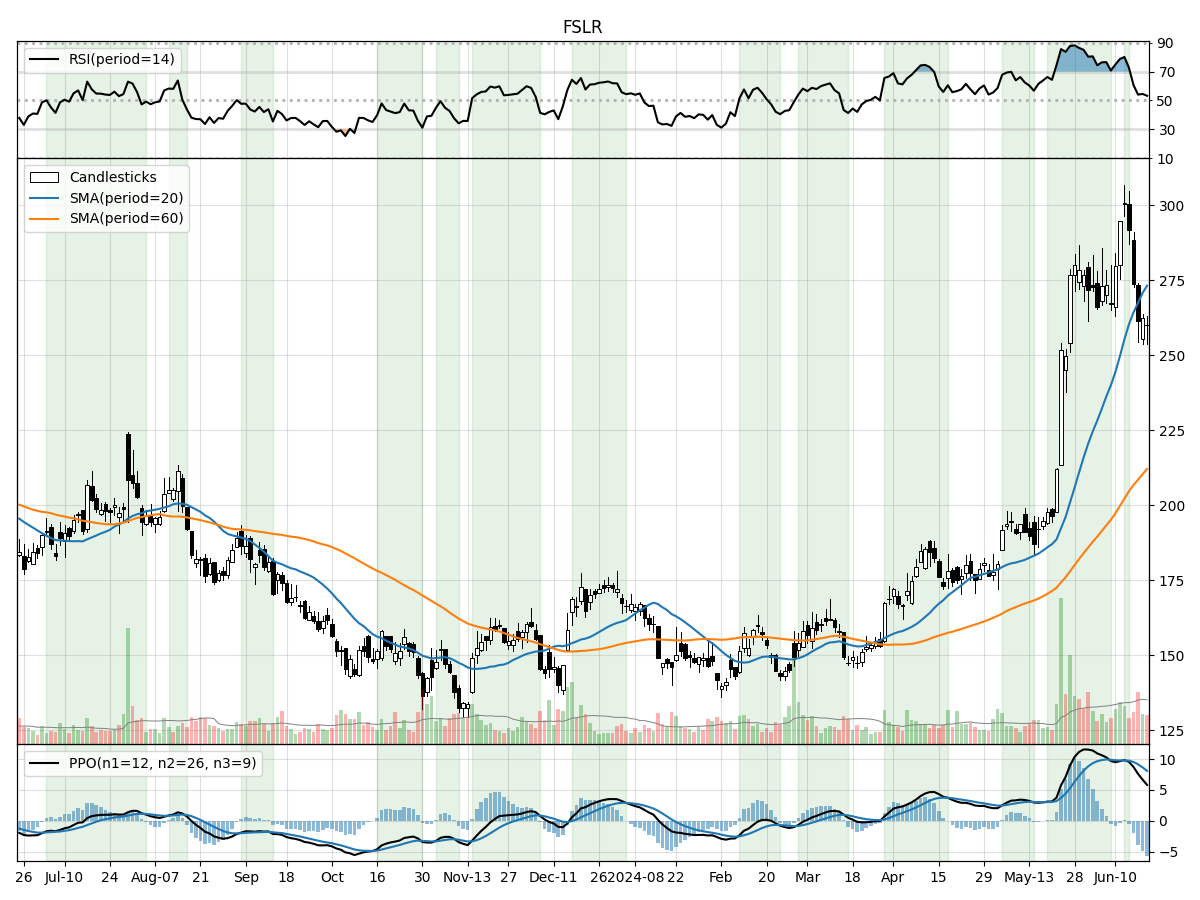 FSLR
RSI(period=14)
90
70
50
30
10
Candlesticks
SMA(period=20)
SMA(period=60)
300
275
250
225
200
175
150
125
PPO(n1=12, n2=26, n3=9)
10
5
0
−5
26 Jul-10 24 Aug-07 21 Sep 18 Oct 16 30 Nov-13 27 Dec-11 26 2024-08 22 Feb 20 Mar 18 Apr 15 29 May-13 28 Jun-10